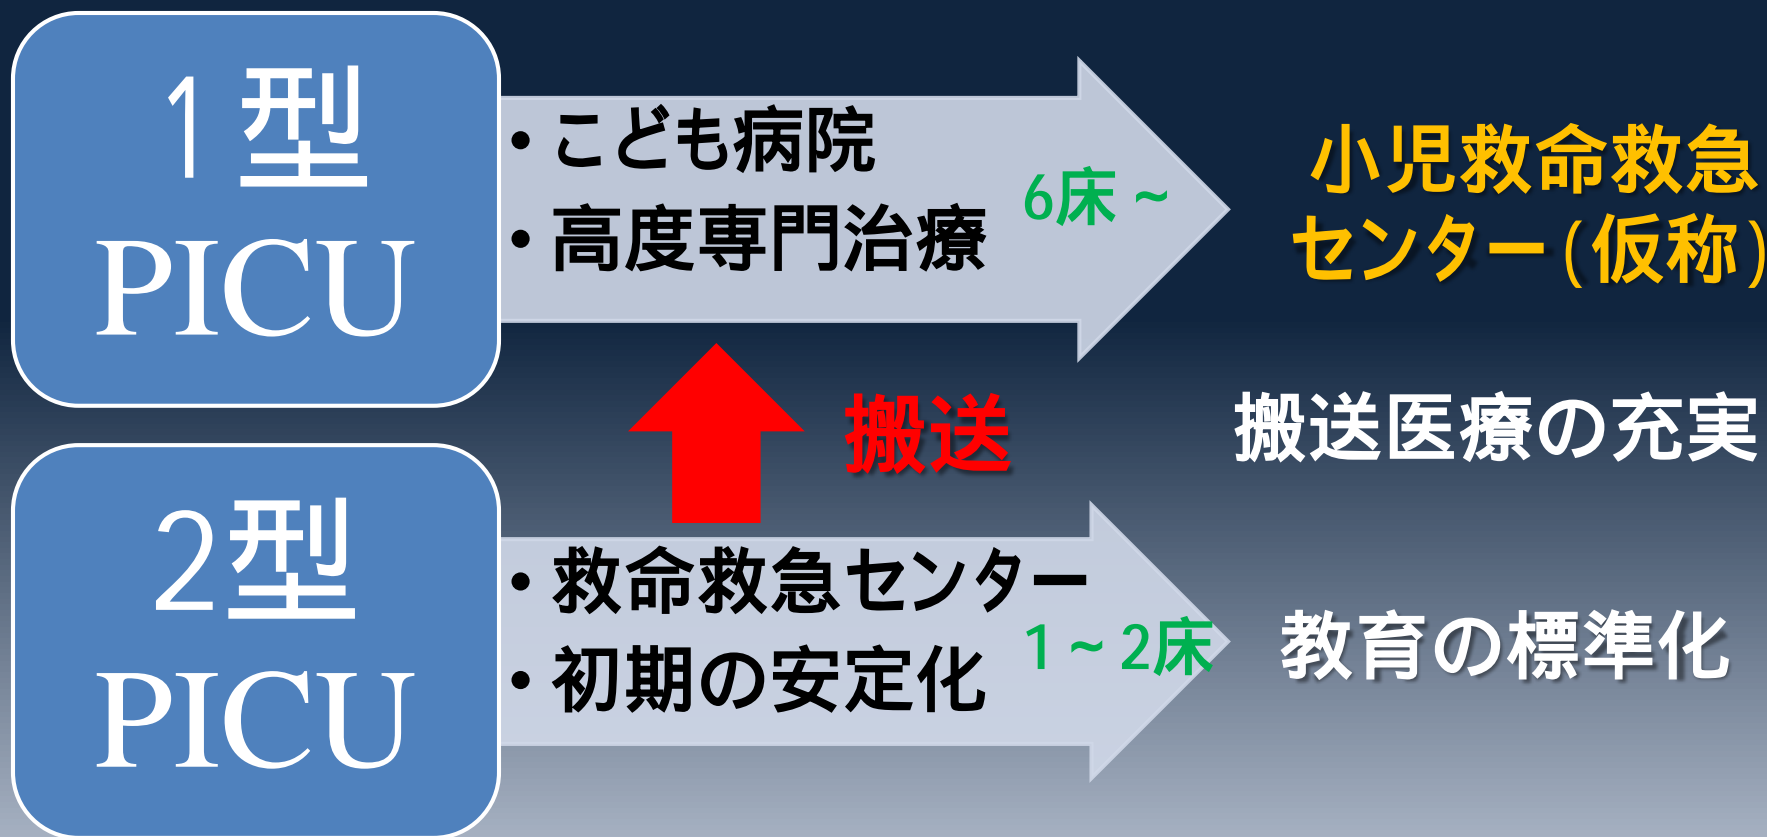 1型
PICU
・こども病院
・高度専門治療
6床～
小児救命救急
センター(仮称)
搬送
搬送医療の充実
2型
PICU
・救命救急センター
・初期の安定化
1～2床
教育の標準化